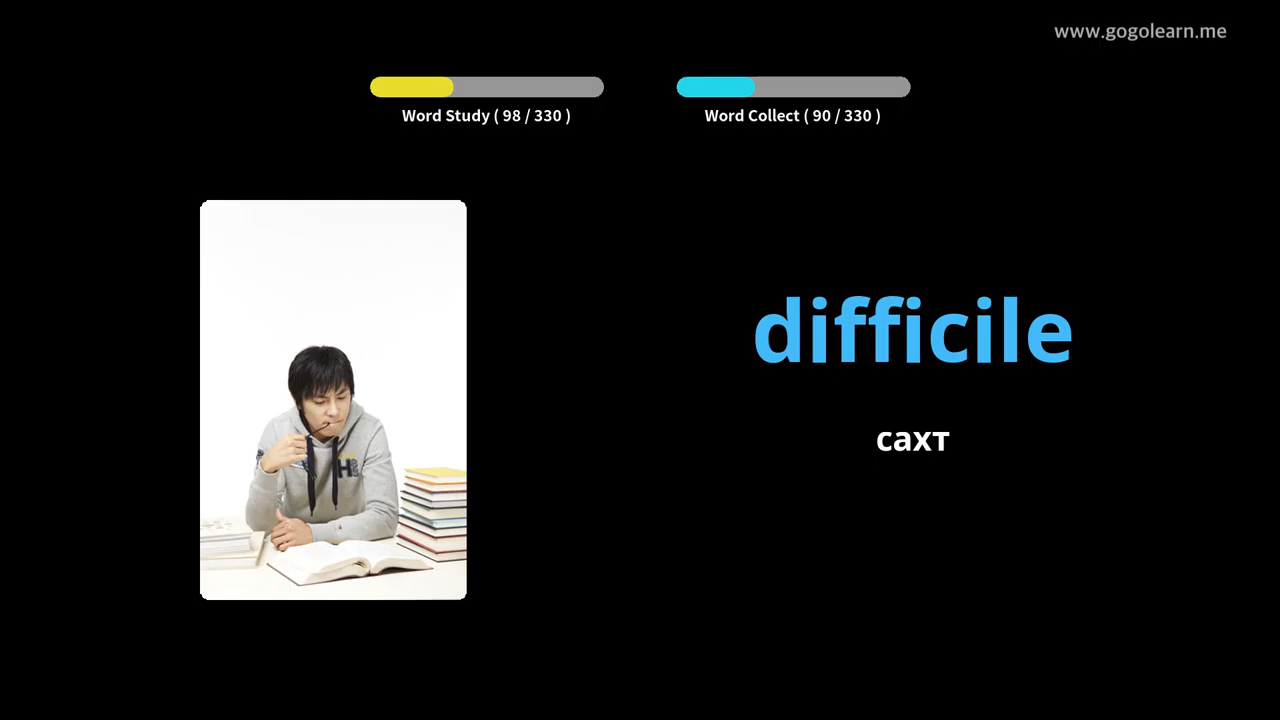 www.gogolearn.me
Word Study ( 98 / 330 )
Word Collect ( 90 / 330 )
difficile
сахт
H